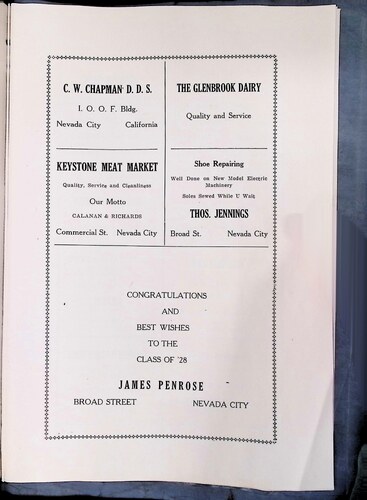 C. W. CHAPMAN D. D. S.
I. O. O. F. Bldg.
Nevada City California
THE GLENBROOK DAIRY
Quality and Service
KEYSTONE MEAT MARKET
Quality, Service and Cleanliness
Our Motto
CALANAN & RICHARDS
Commercial St. Nevada City
Shoe Repairing
Well Done on New Model Electric
Machinery
Soles Sewed While U Wait
THOS. JENNINGS
Broad St. Nevada City
CONGRATULATIONS
AND
BEST WISHES
TO THE
CLASS OF '28
JAMES PENROSE
BROAD STREET NEVADA CITY